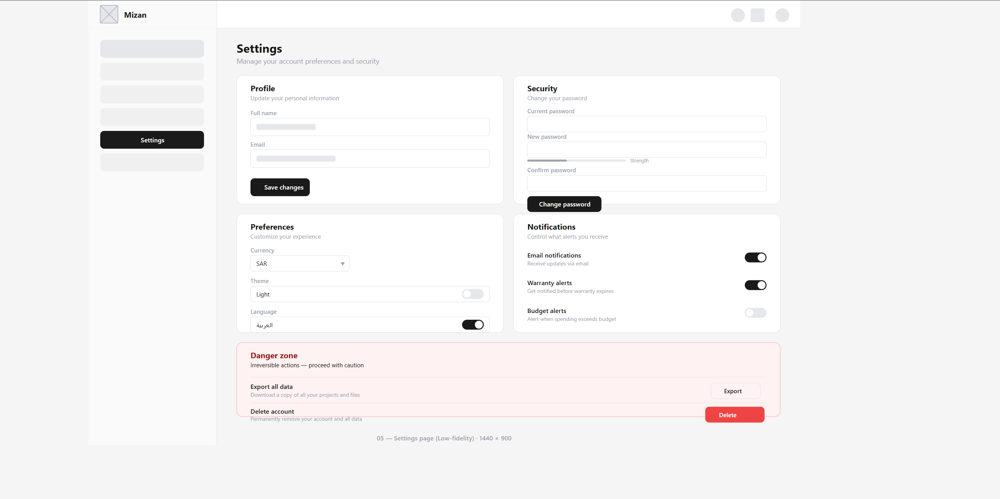 Mizan
Settings
Settings
Manage your account preferences and security
Profile
Update your personal information
Full name
Email
Save changes
Security
Change your password
Current password
New password
Strength
Confirm password
Change password
Preferences
Customize your experience
Currency
SAR
Theme
Light
Language
العربية
Notifications
Control what alerts you receive
Email notifications
Receive updates via email
Warranty alerts
Get notified before warranty expires
Budget alerts
Alert when spending exceeds budget
Danger zone
Irreversible actions — proceed with caution
Export all data
Download a copy of all your projects and files
Export
Delete account
Permanently remove your account and all data
Delete
05 — Settings page (Low-fidelity) · 1440 × 900